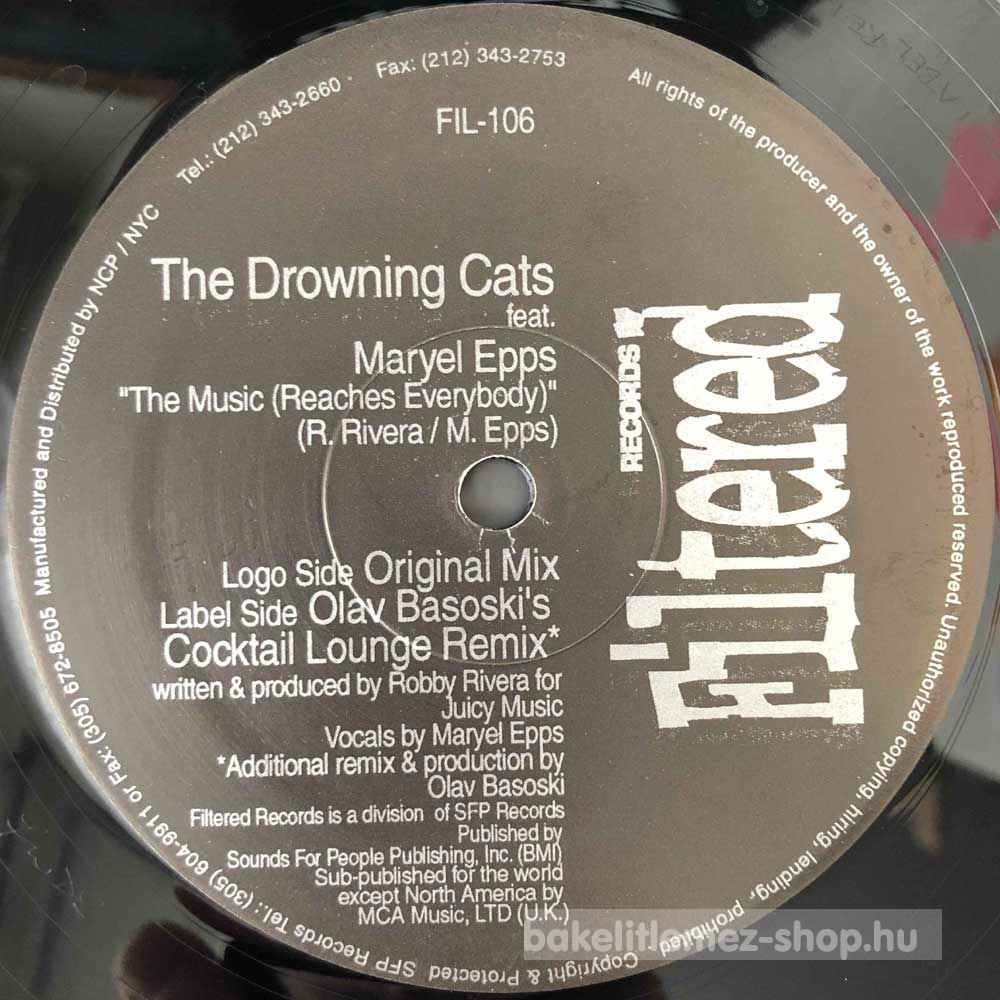 Manufactured and Distributed by NCP / NYC Tel.: (212) 343-2660 · Fax: (212) 343-2753
All rights of the producer and the owner of the work reproduced reserved. Unauthorized copying hiring, lending, prohibited
Copyright & Protected SFP Records Tel.: (305) 604-9911 or Fax: (305) 672-8505
FIL-106
The Drowning Cats
feat.
Maryel Epps
"The Music (Reaches Everybody)"
(R. Rivera / M. Epps)
Filtered
RECORDS
Logo Side Original Mix
Label Side Olav Basoski's
Cocktail Lounge Remix*
written & produced by Robby Rivera for
Juicy Music
Vocals by Maryel Epps
*Additional remix & production by
Olav Basoski
Filtered Records is a division of SFP Records
Published by
Sounds For People Publishing, Inc. (BMI)
Sub-published for the world
except North America by
MCA Music, LTD (U.K.)
bakelitlemez-shop.hu